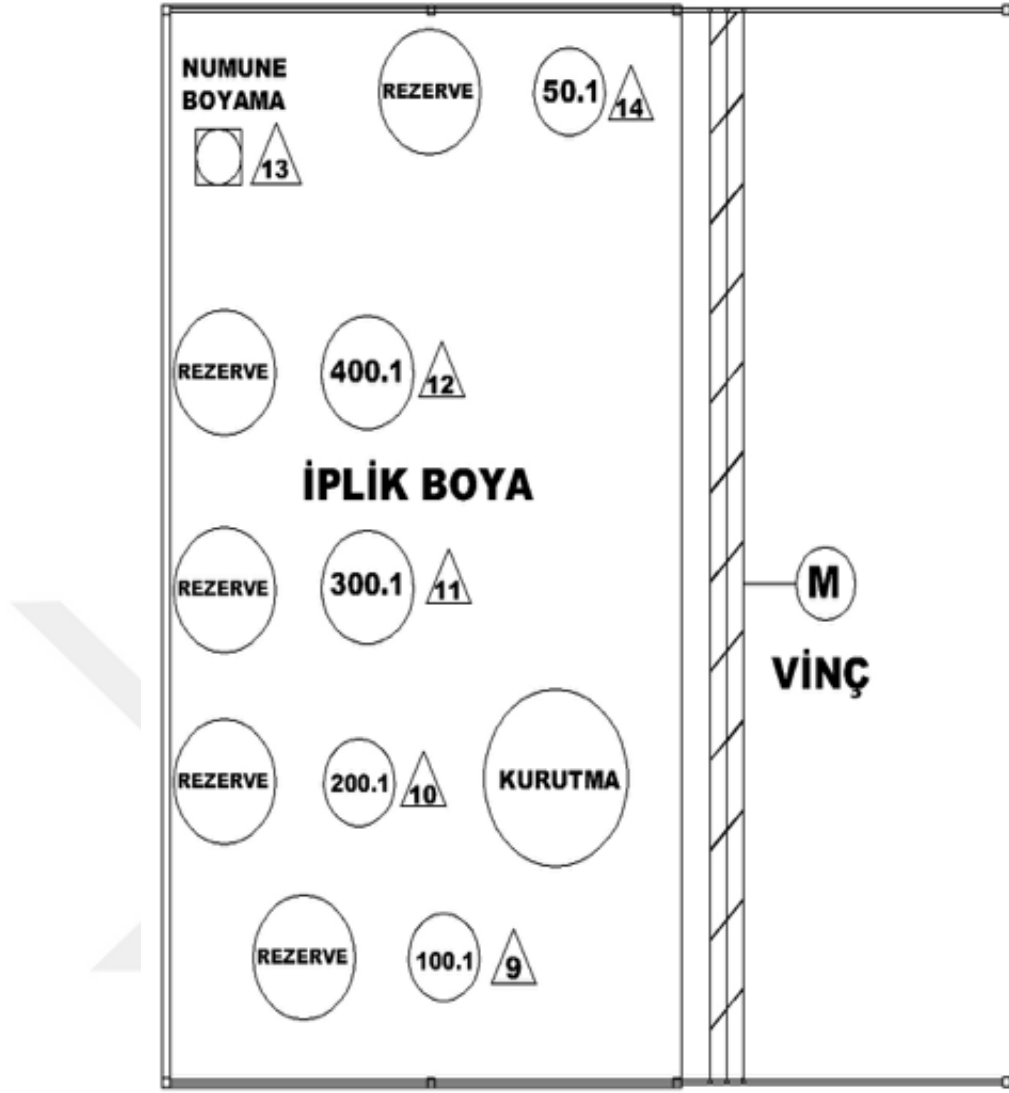 NUMUNE
BOYAMA
13
REZERVE
50.1
14
REZERVE
400.1
12
İPLİK BOYA
REZERVE
300.1
11
M
VİNÇ
REZERVE
200.1
10
KURUTMA
REZERVE
100.1
9